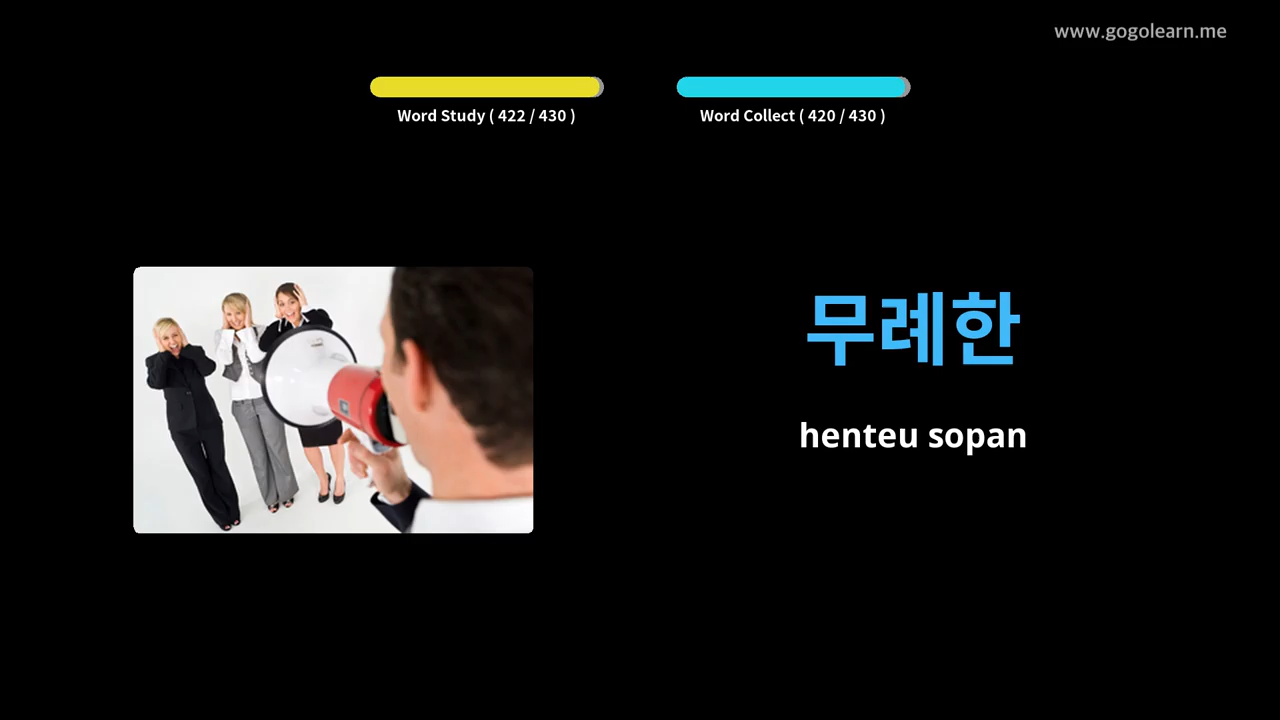 www.gogolearn.me
Word Study ( 422 / 430 )
Word Collect ( 420 / 430 )
무례한
henteu sopan